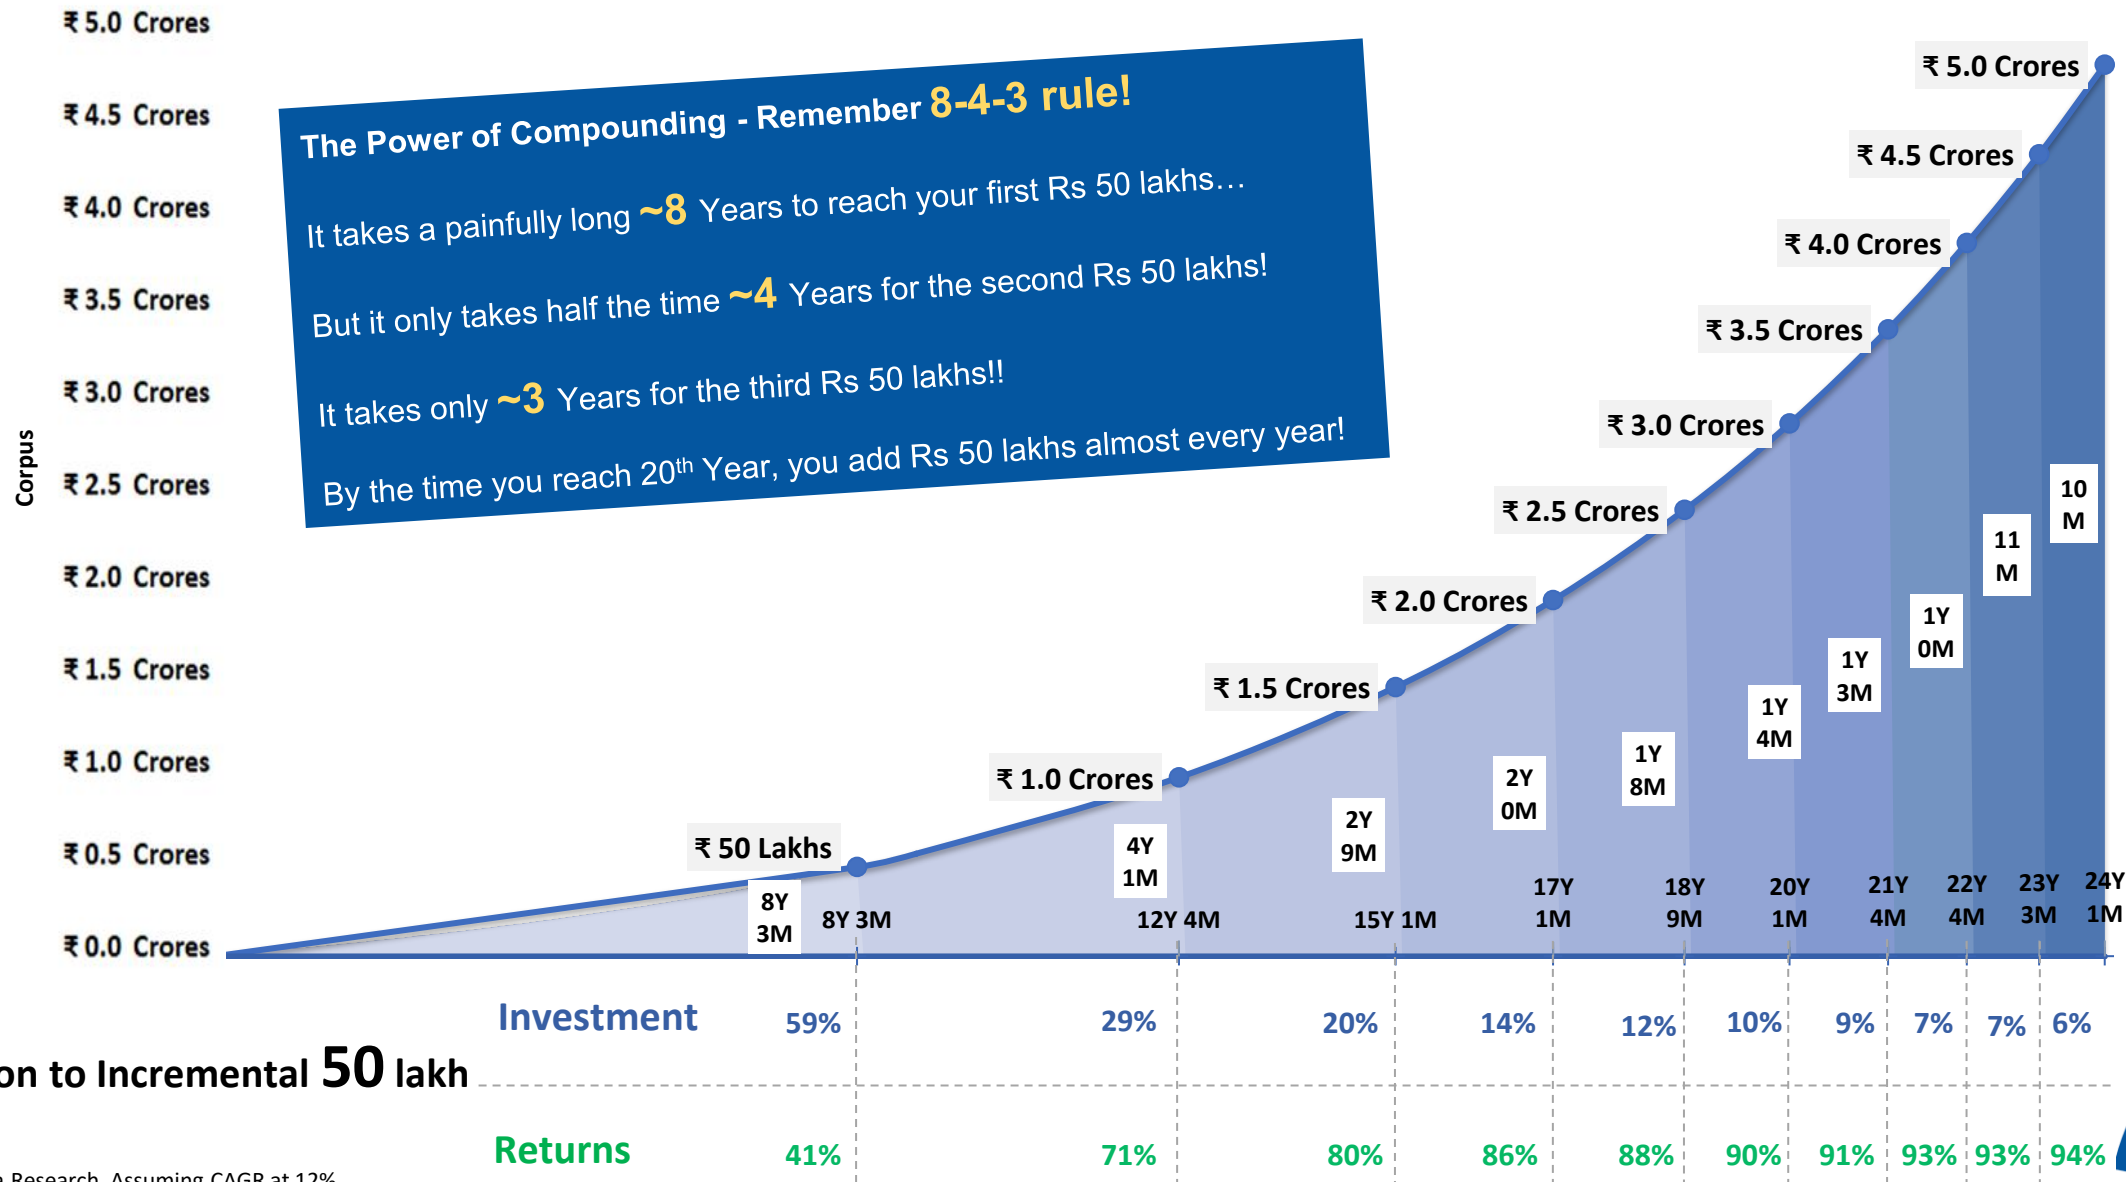 ₹ 5.0 Crores
₹ 4.5 Crores
₹ 4.0 Crores
₹ 3.5 Crores
₹ 3.0 Crores
₹ 2.5 Crores
₹ 2.0 Crores
₹ 1.5 Crores
₹ 1.0 Crores
₹ 0.5 Crores
₹ 0.0 Crores
Corpus
The Power of Compounding - Remember 8-4-3 rule!
It takes a painfully long ~8 Years to reach your first Rs 50 lakhs...
But it only takes half the time ~4 Years for the second Rs 50 lakhs!
It takes only ~3 Years for the third Rs 50 lakhs!!
By the time you reach 20th Year, you add Rs 50 lakhs almost every year!
₹ 50 Lakhs
₹ 1.0 Crores
₹ 1.5 Crores
₹ 2.0 Crores
₹ 2.5 Crores
₹ 3.0 Crores
₹ 3.5 Crores
₹ 4.0 Crores
₹ 4.5 Crores
₹ 5.0 Crores
8Y
3M
4Y
1M
2Y
9M
2Y
0M
1Y
8M
1Y
4M
1Y
3M
1Y
0M
11
M
10
M
8Y 3M
12Y 4M
15Y 1M
17Y
1M
18Y
9M
20Y
1M
21Y
4M
22Y
4M
23Y
3M
24Y
1M
Investment 59% 29% 20% 14% 12% 10% 9% 7% 7% 6%
on to Incremental 50 lakh
Returns 41% 71% 80% 86% 88% 90% 91% 93% 93% 94%
Research, Assuming CAGR at 12%